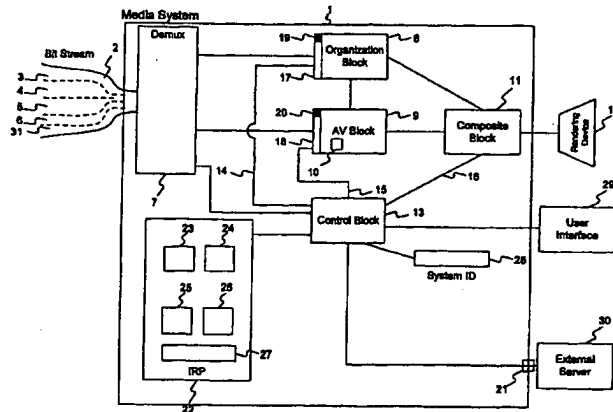 Media System
1
Bit Stream
2
Demux
3
4
5
6
31
7
19
Organization
Block
8
17
20
AV Block
9
18
10
11
Composite
Block
Rendering
Device
14
15
16
Control Block
13
29
User
Interface
23
24
25
26
27
IRP
22
28
System ID
30
External
Server
21